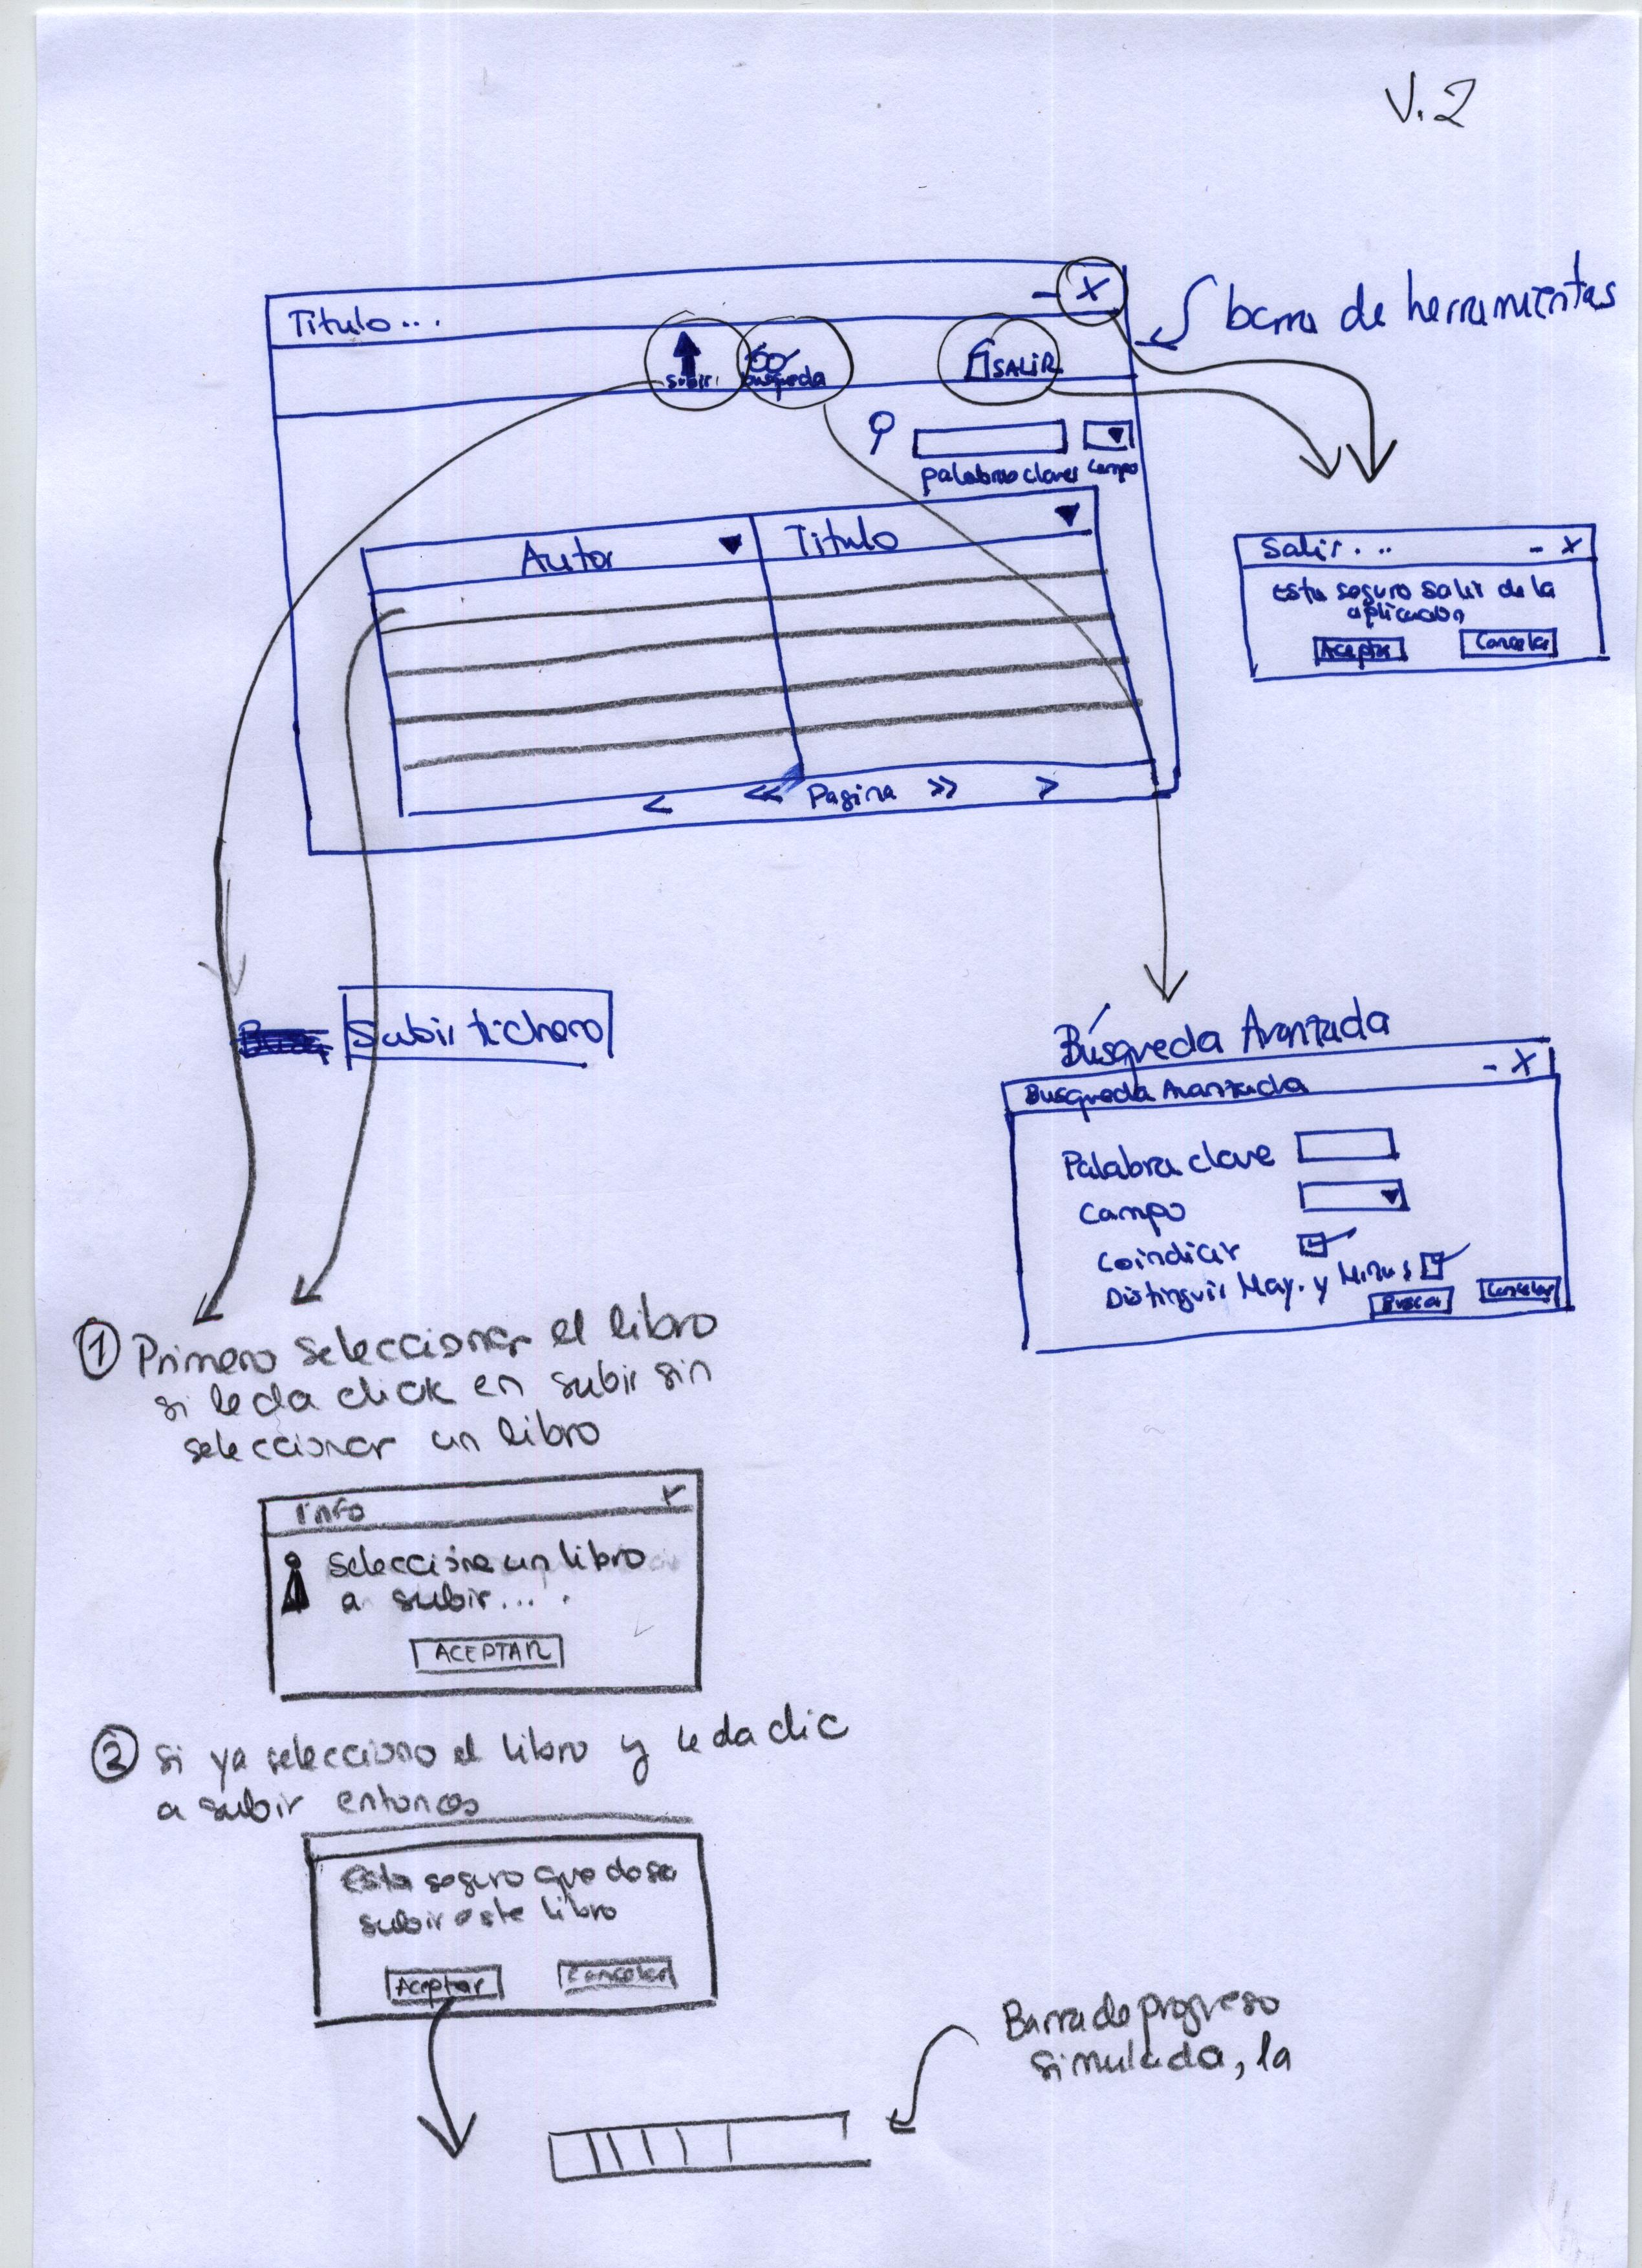 V.2
Titulo...
- X
barra de herramientas
Subir
búsqueda
SALIR
palabras claves
Campo
Autor
Titulo
< << Pagina >> >
Salir... - X
Esta seguro salir de la
aplicacion
Aceptar Cancelar
Subir fichero
Búsqueda Avanzada
Busqueda Avanzada - X
Palabra clave
Campo
Coindicir
Distinguir May. y Minus
Buscar Cancelar
1 Primero seleccionar el libro
si le da click en subir sin
seleccionar un libro
Info X
Seleccione un libro
a subir....
ACEPTAR
2 Si ya selecciono el libro y le da clic
a subir entonces
Esta seguro que desea
subir este libro
Aceptar Cancelar
Barra de progreso
simulada, la